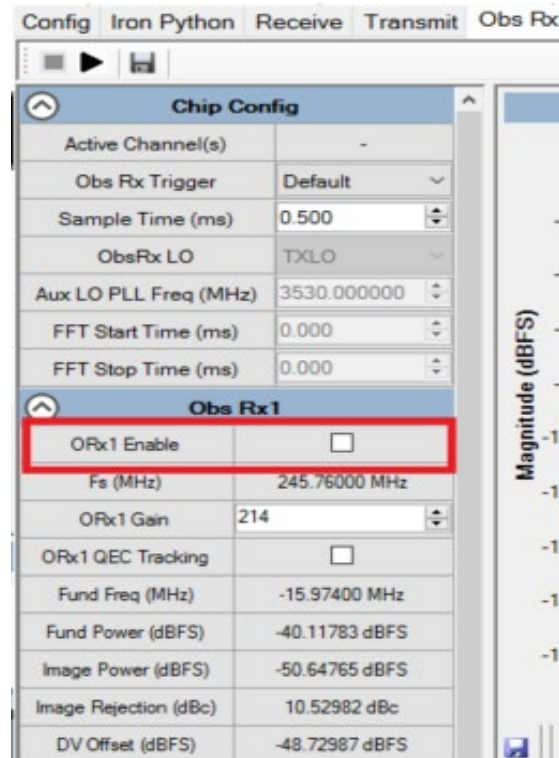 Config Iron Python Receive Transmit Obs Rx
Chip Config
Active Channel(s) -
Obs Rx Trigger Default
Sample Time (ms) 0.500
ObsRx LO TXLO
Aux LO PLL Freq (MHz) 3530.000000
FFT Start Time (ms) 0.000
FFT Stop Time (ms) 0.000
Obs Rx1
ORx1 Enable
Fs (MHz) 245.76000 MHz
ORx1 Gain 214
ORx1 QEC Tracking
Fund Freq (MHz) -15.97400 MHz
Fund Power (dBFS) -40.11783 dBFS
Image Power (dBFS) -50.64765 dBFS
Image Rejection (dBc) 10.52982 dBc
DV Offset (dBFS) -48.72987 dBFS
Magnitude (dBFS)